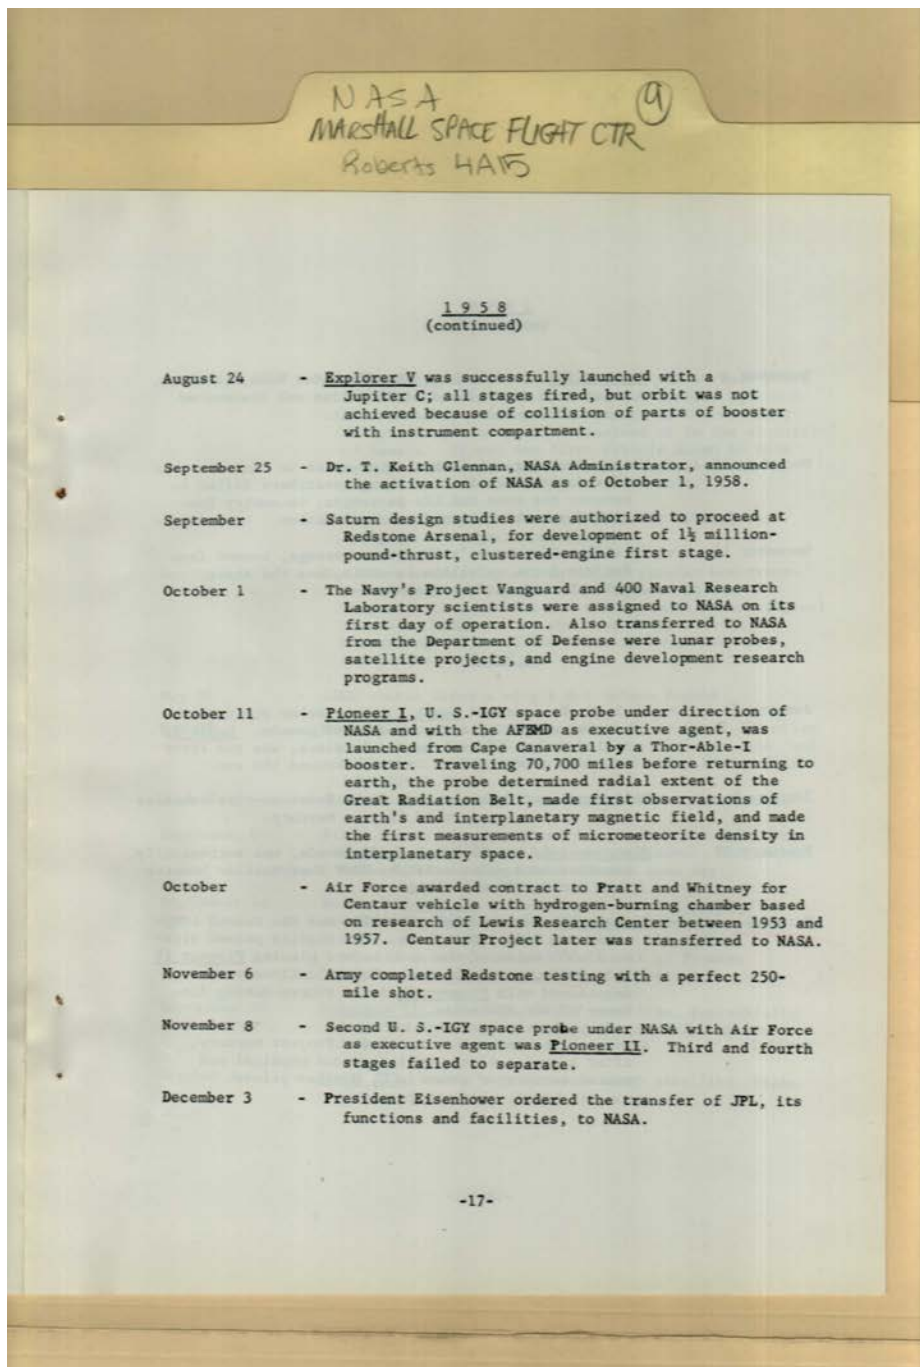 NASA
9
MARSHALL SPACE FLIGHT CTR
Roberts 4A15
1 9 5 8
(continued)
August 24 - Explorer V was successfully launched with a
Jupiter C; all stages fired, but orbit was not
achieved because of collision of parts of booster
with instrument compartment.
September 25 - Dr. T. Keith Glennan, NASA Administrator, announced
the activation of NASA as of October 1, 1958.
September - Saturn design studies were authorized to proceed at
Redstone Arsenal, for development of 1½ million-
pound-thrust, clustered-engine first stage.
October 1 - The Navy's Project Vanguard and 400 Naval Research
Laboratory scientists were assigned to NASA on its
first day of operation. Also transferred to NASA
from the Department of Defense were lunar probes,
satellite projects, and engine development research
programs.
October 11 - Pioneer I, U. S.-IGY space probe under direction of
NASA and with the AFBMD as executive agent, was
launched from Cape Canaveral by a Thor-Able-I
booster. Traveling 70,700 miles before returning to
earth, the probe determined radial extent of the
Great Radiation Belt, made first observations of
earth's and interplanetary magnetic field, and made
the first measurements of micrometeorite density in
interplanetary space.
October - Air Force awarded contract to Pratt and Whitney for
Centaur vehicle with hydrogen-burning chamber based
on research of Lewis Research Center between 1953 and
1957. Centaur Project later was transferred to NASA.
November 6 - Army completed Redstone testing with a perfect 250-
mile shot.
November 8 - Second U. S.-IGY space probe under NASA with Air Force
as executive agent was Pioneer II. Third and fourth
stages failed to separate.
December 3 - President Eisenhower ordered the transfer of JPL, its
functions and facilities, to NASA.
-17-